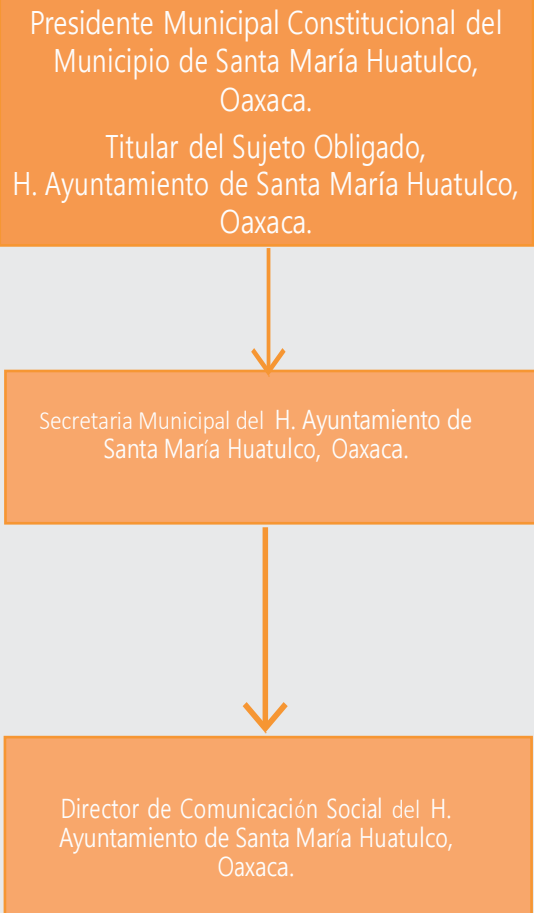 Presidente Municipal Constitucional del
Municipio de Santa María Huatulco,
Oaxaca.
Titular del Sujeto Obligado,
H. Ayuntamiento de Santa María Huatulco,
Oaxaca.
Secretaria Municipal del H. Ayuntamiento de
Santa María Huatulco, Oaxaca.
Director de Comunicación Social del H.
Ayuntamiento de Santa María Huatulco,
Oaxaca.